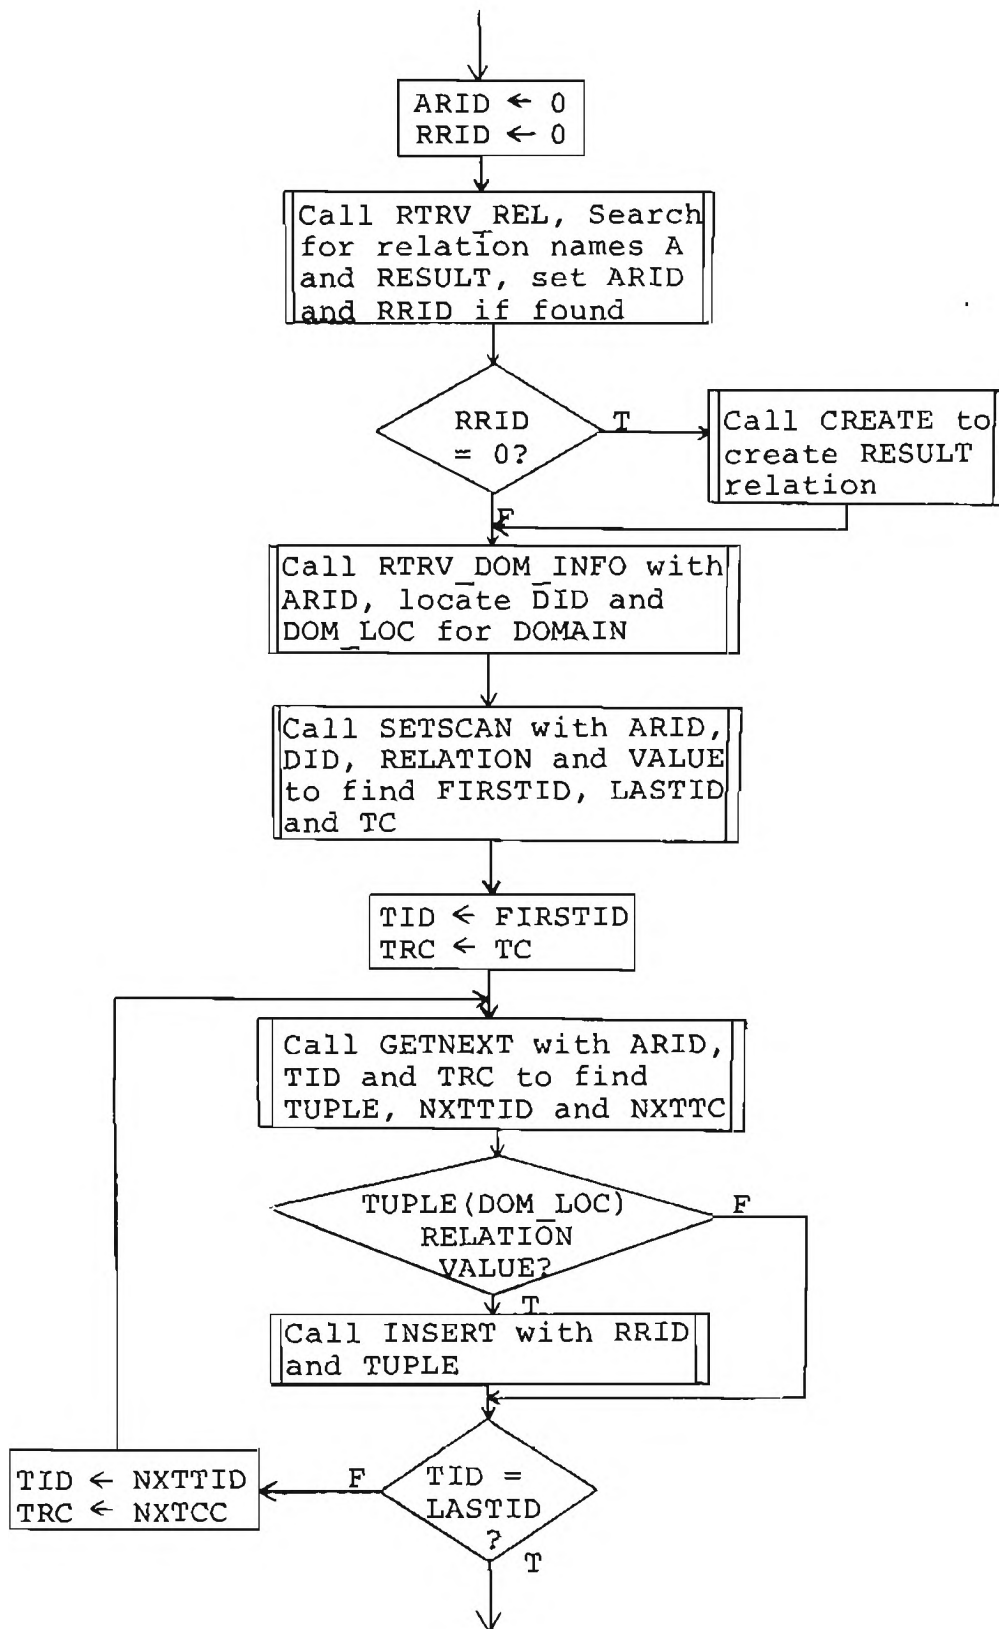 ARID ← 0
RRID ← 0
Call RTRV_REL, Search
for relation names A
and RESULT, set ARID
and RRID if found
RRID
= 0?
T
Call CREATE to
create RESULT
relation
F
Call RTRV_DOM_INFO with
ARID, locate DID and
DOM_LOC for DOMAIN
Call SETSCAN with ARID,
DID, RELATION and VALUE
to find FIRSTID, LASTID
and TC
TID ← FIRSTID
TRC ← TC
Call GETNEXT with ARID,
TID and TRC to find
TUPLE, NXTTID and NXTTC
TUPLE(DOM_LOC)
RELATION
VALUE?
F
T
Call INSERT with RRID
and TUPLE
TID =
LASTID
?
F
TID ← NXTTID
TRC ← NXTCC
T